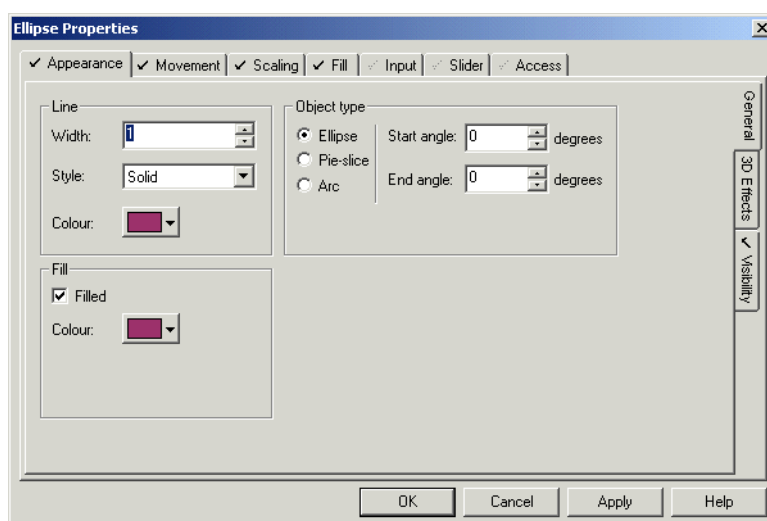 Ellipse Properties
Appearance Movement Scaling Fill Input Slider Access
Line
Width: 1
Style: Solid
Colour:
Object type
Ellipse
Pie-slice
Arc
Start angle: 0 degrees
End angle: 0 degrees
Fill
Filled
Colour:
General
3D Effects
Visibility
OK Cancel Apply Help